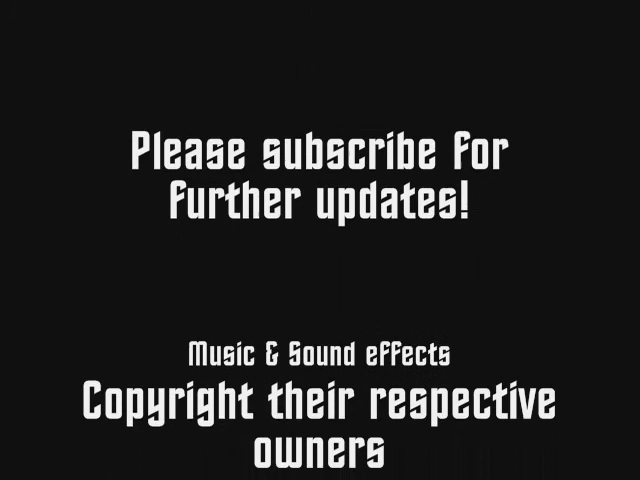 Please subscribe for
further updates!
Music & Sound effects
Copyright their respective
owners